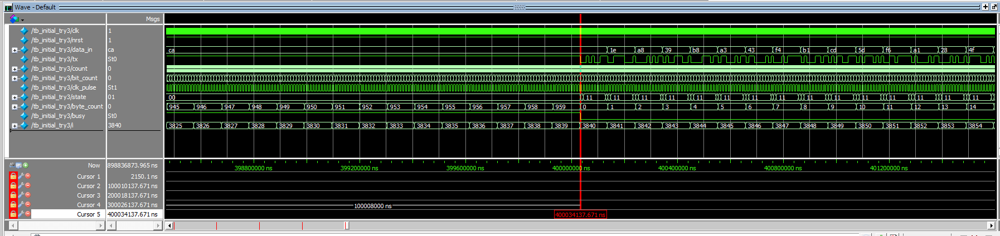 Wave - Default
Msgs
/tb_initial_try3/clk 1
/tb_initial_try3/nrst 1
/tb_initial_try3/data_in ca ca 1e a8 39 b8 a3 43 f4 b1 cd 5d f6 a1 28 4f
/tb_initial_try3/tx St0
/tb_initial_try3/count 0
/tb_initial_try3/bit_count 0
/tb_initial_try3/clk_pulse St1
/tb_initial_try3/state 01 00 11 11 11 11 11 11 11 11 11 11 11 11 11 11 11
/tb_initial_try3/byte_count 0 945 946 947 948 949 950 951 952 953 954 955 956 957 958 959 0 1 2 3 4 5 6 7 8 9 10 11 12 13 14
/tb_initial_try3/busy St0
/tb_initial_try3/i 3840 3825 3826 3827 3828 3829 3830 3831 3832 3833 3834 3835 3836 3837 3838 3839 3840 3841 3842 3843 3844 3845 3846 3847 3848 3849 3850 3851 3852 3853 3854
Now 898836873.965 ns 398800000 ns 399200000 ns 399600000 ns 400000000 ns 400400000 ns 400800000 ns 401200000 ns
Cursor 1 2150.1 ns
Cursor 2 100010137.671 ns
Cursor 3 200018137.671 ns
Cursor 4 300026137.671 ns 100008000 ns
Cursor 5 400034137.671 ns 400034137.671 ns